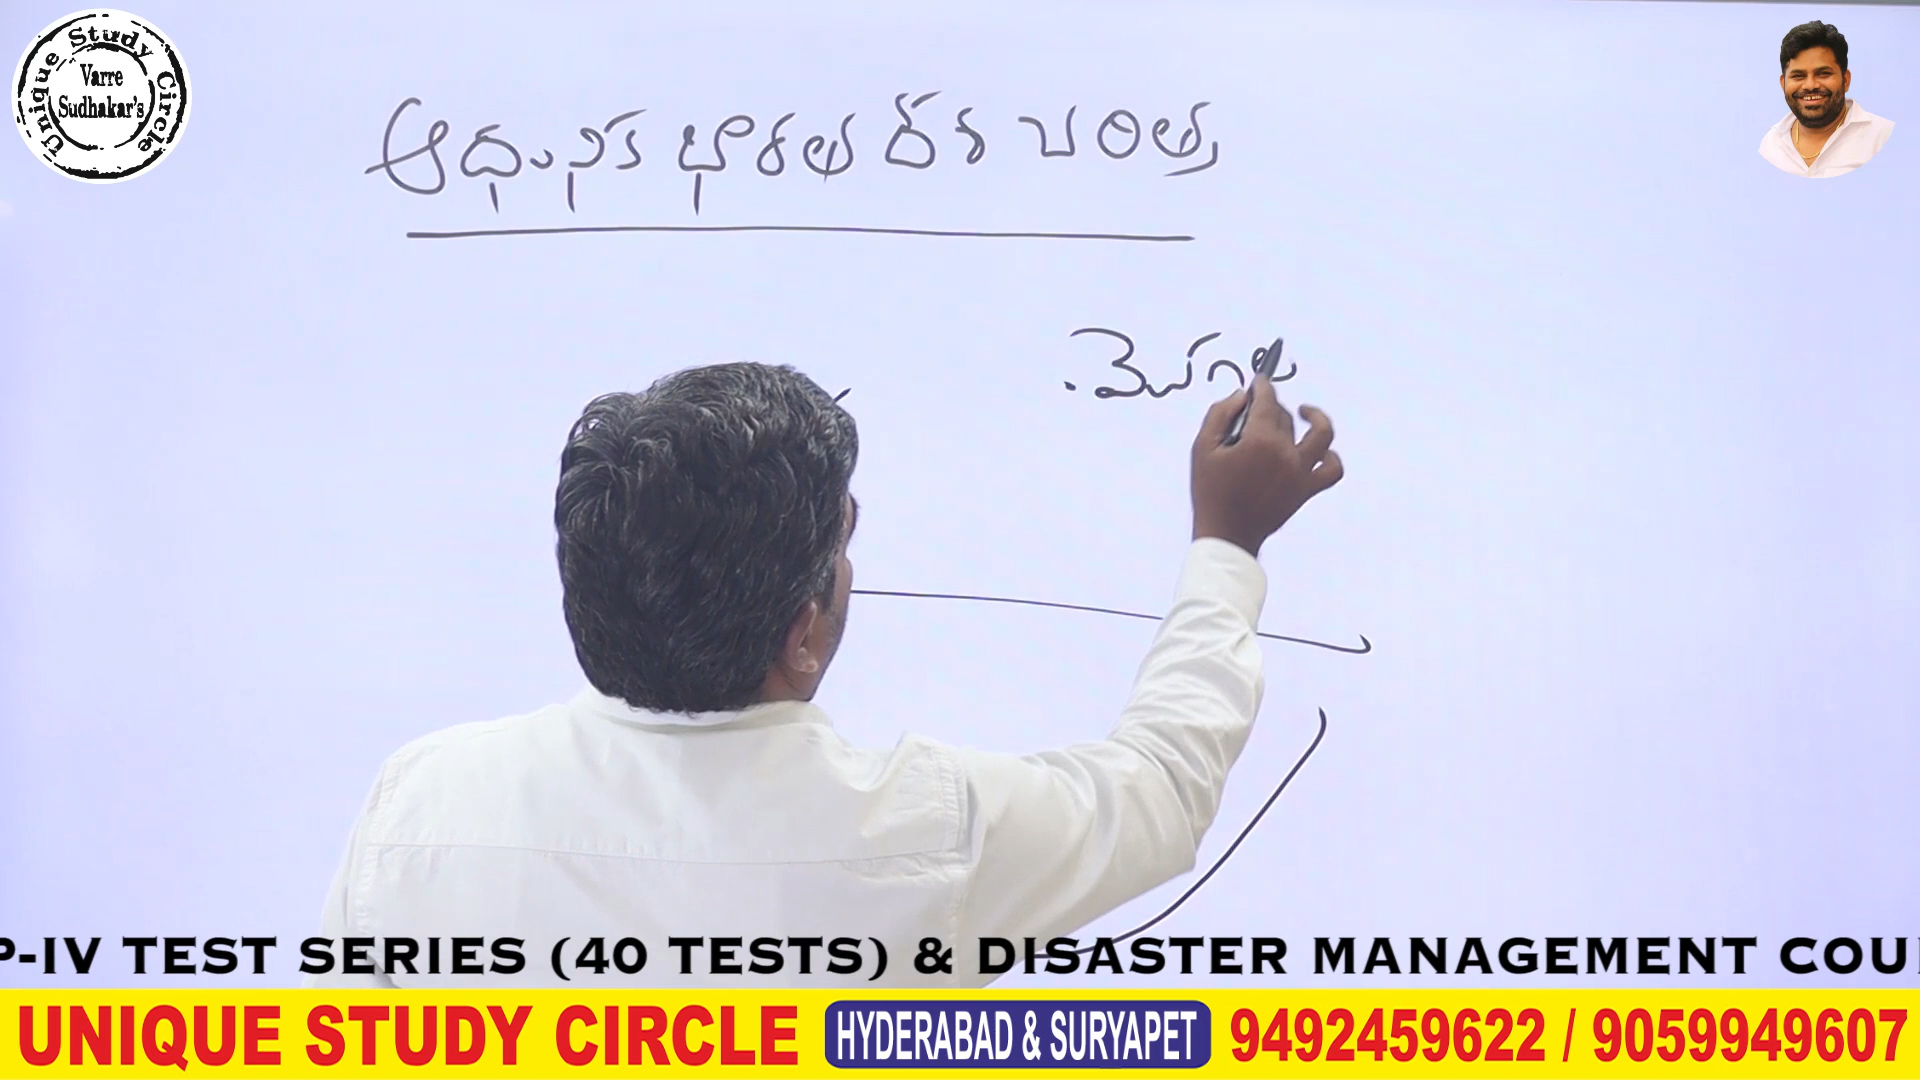 Unique Study Circle
Varre
Sudhakar's
ఆధునిక భారత దేశ చరిత్ర
. మొగల
P-IV TEST SERIES (40 TESTS) & DISASTER MANAGEMENT COU
UNIQUE STUDY CIRCLE HYDERABAD & SURYAPET 9492459622 / 9059949607